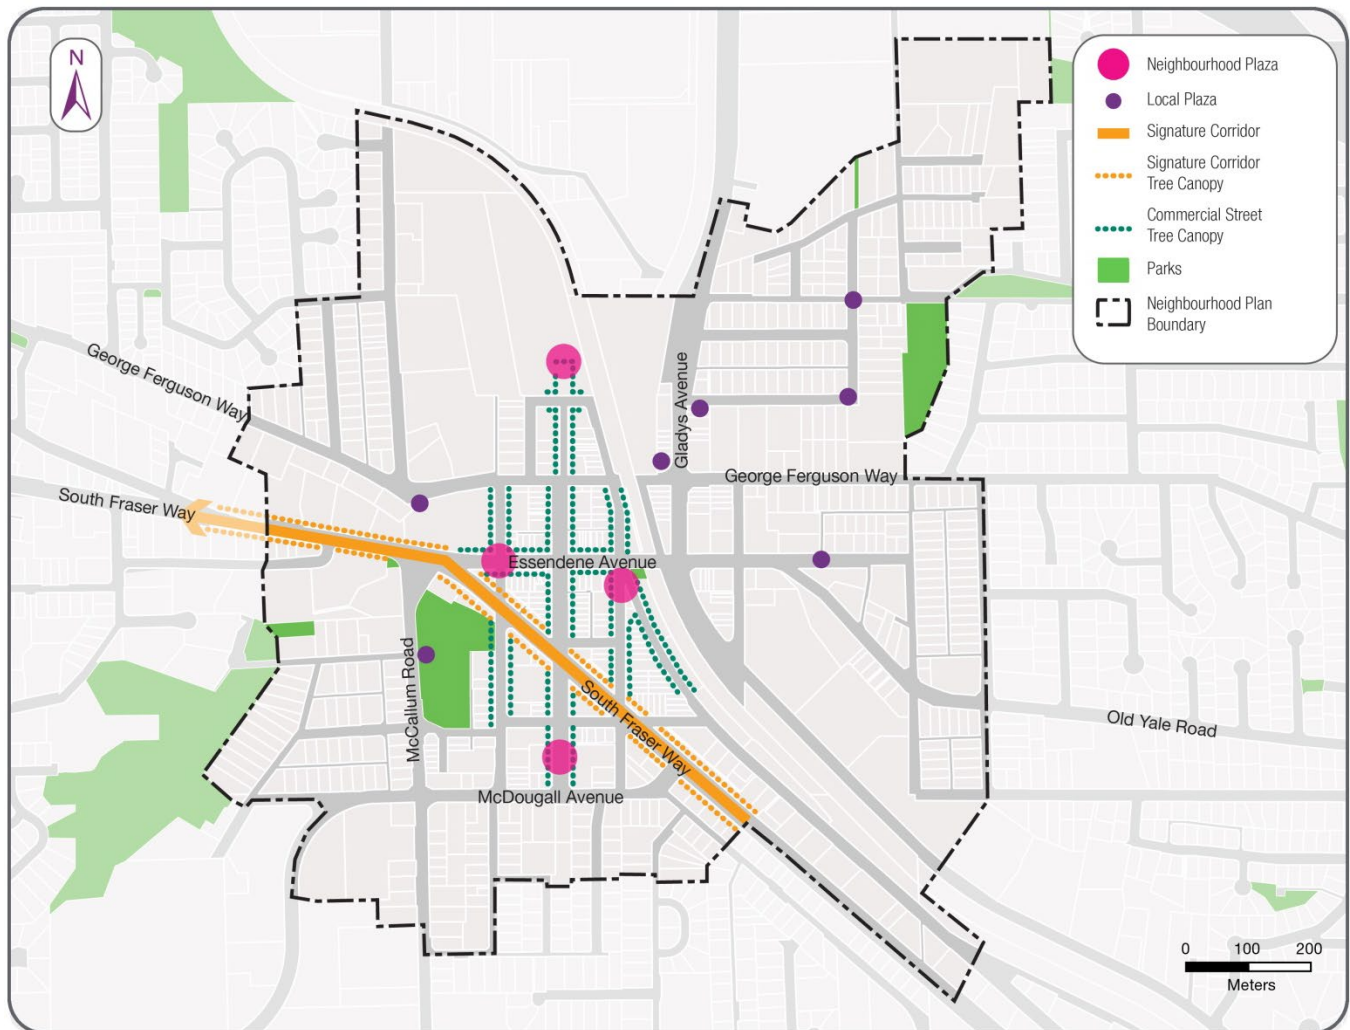 N
Neighbourhood Plaza
Local Plaza
Signature Corridor
Signature Corridor
Tree Canopy
Commercial Street
Tree Canopy
Parks
Neighbourhood Plan
Boundary
George Ferguson Way
Gladys Avenue
George Ferguson Way
South Fraser Way
Essendene Avenue
McCallum Road
South Fraser Way
Old Yale Road
McDougall Avenue
0 100 200
Meters